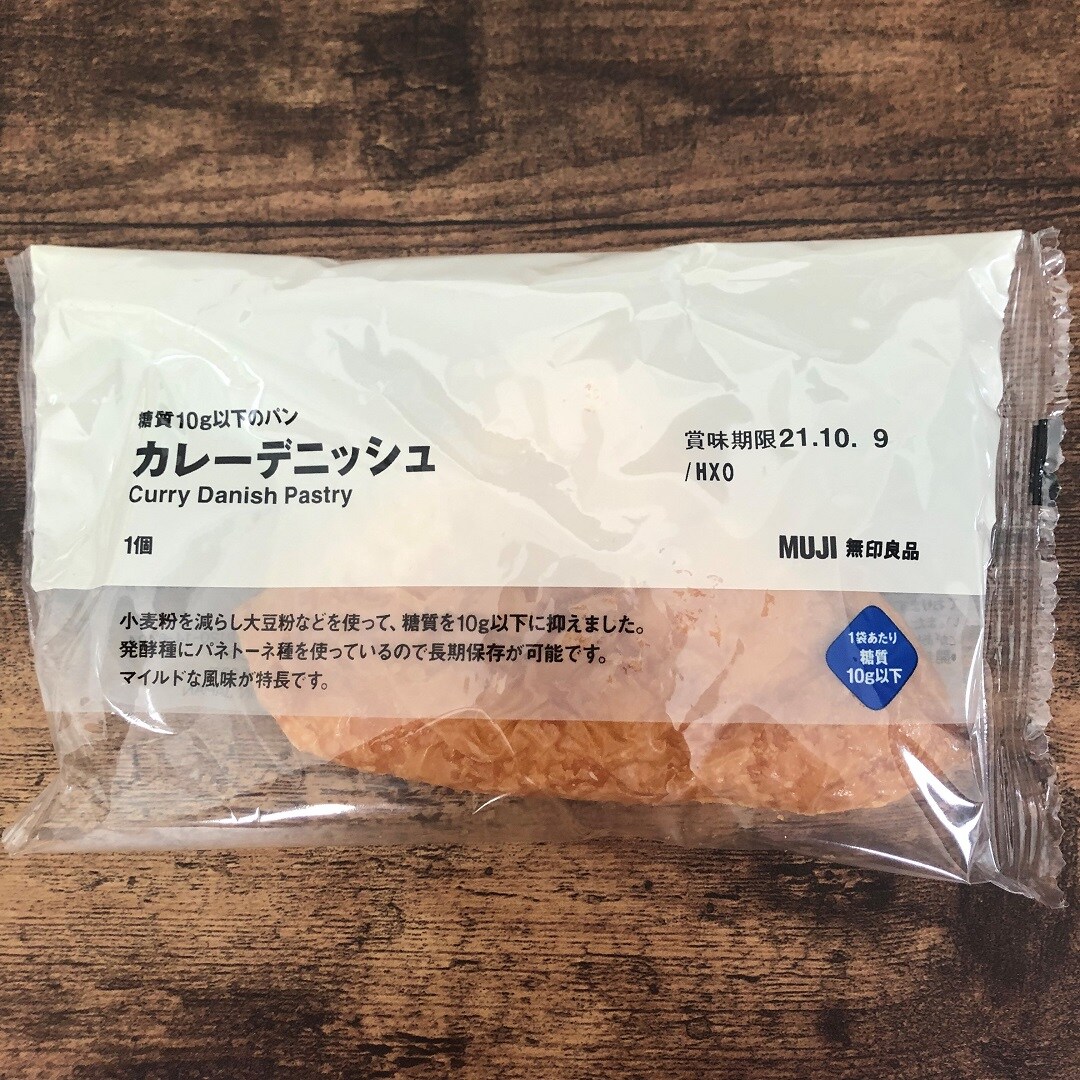 糖質10g以下のパン
カレーデニッシュ
Curry Danish Pastry
1個
賞味期限21.10. 9
/HX0
MUJI 無印良品
小麦粉を減らし大豆粉などを使って、糖質を10g以下に抑えました。
発酵種にパネトーネ種を使っているので長期保存が可能です。
マイルドな風味が特長です。
1袋あたり
糖質
10g以下